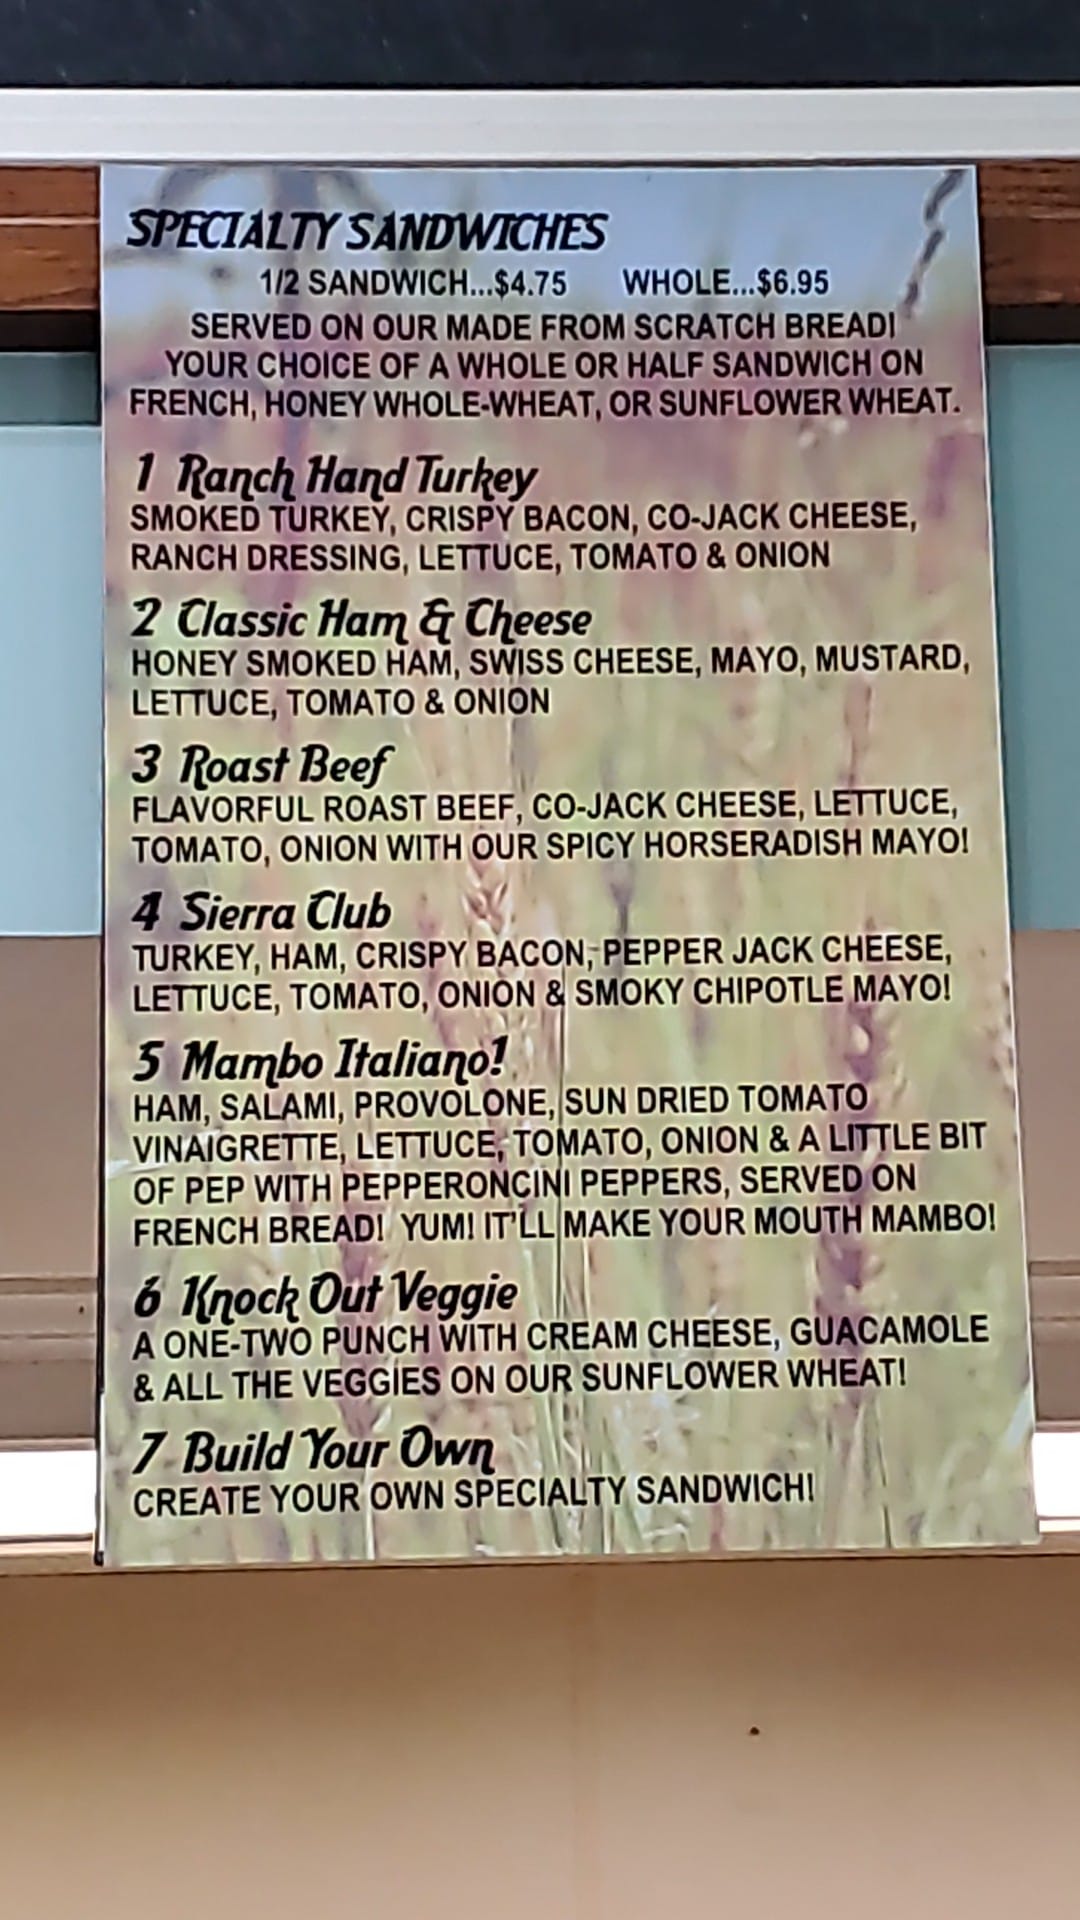 SPECIALTY SANDWICHES
1/2 SANDWICH...$4.75 WHOLE...$6.95
SERVED ON OUR MADE FROM SCRATCH BREAD!
YOUR CHOICE OF A WHOLE OR HALF SANDWICH ON
FRENCH, HONEY WHOLE-WHEAT, OR SUNFLOWER WHEAT.
1 Ranch Hand Turkey
SMOKED TURKEY, CRISPY BACON, CO-JACK CHEESE,
RANCH DRESSING, LETTUCE, TOMATO & ONION
2 Classic Ham & Cheese
HONEY SMOKED HAM, SWISS CHEESE, MAYO, MUSTARD,
LETTUCE, TOMATO & ONION
3 Roast Beef
FLAVORFUL ROAST BEEF, CO-JACK CHEESE, LETTUCE,
TOMATO, ONION WITH OUR SPICY HORSERADISH MAYO!
4 Sierra Club
TURKEY, HAM, CRISPY BACON, PEPPER JACK CHEESE,
LETTUCE, TOMATO, ONION & SMOKY CHIPOTLE MAYO!
5 Mambo Italiano!
HAM, SALAMI, PROVOLONE, SUN DRIED TOMATO
VINAIGRETTE, LETTUCE, TOMATO, ONION & A LITTLE BIT
OF PEP WITH PEPPERONCINI PEPPERS, SERVED ON
FRENCH BREAD! YUM! IT'LL MAKE YOUR MOUTH MAMBO!
6 Knock Out Veggie
A ONE-TWO PUNCH WITH CREAM CHEESE, GUACAMOLE
& ALL THE VEGGIES ON OUR SUNFLOWER WHEAT!
7 Build Your Own
CREATE YOUR OWN SPECIALTY SANDWICH!